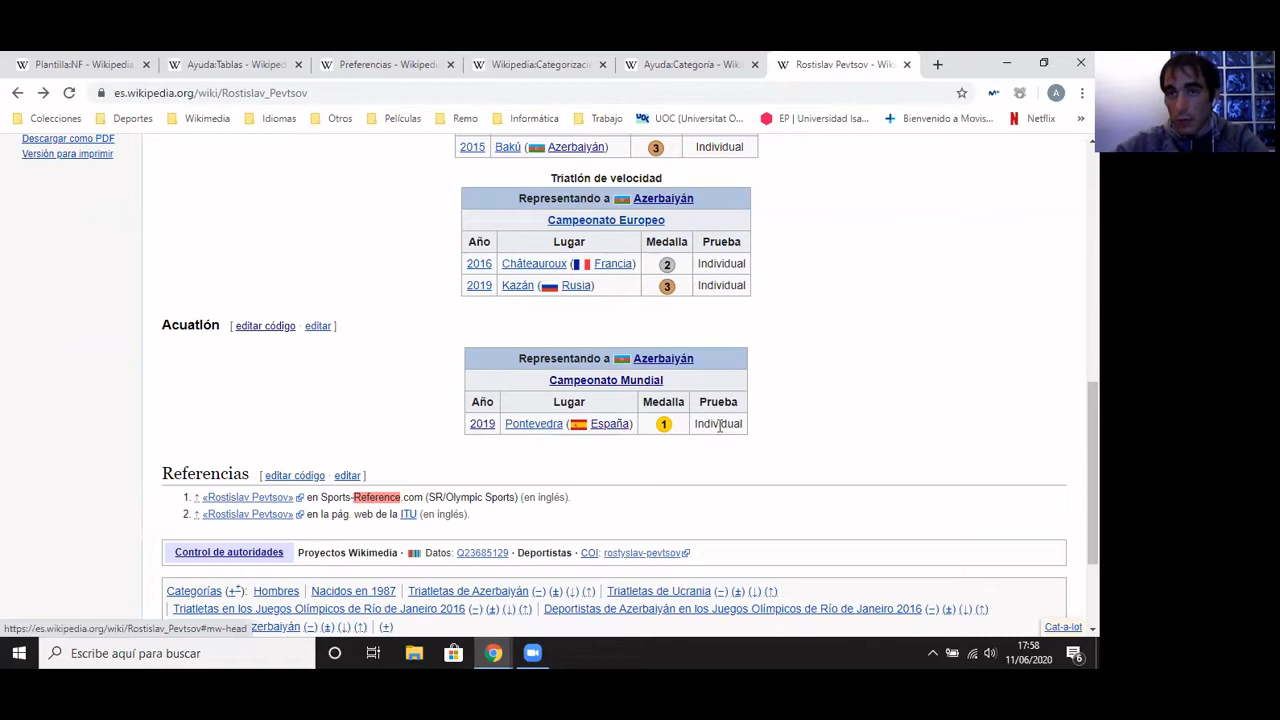 Plantilla:NF - Wikipedia
Ayuda:Tablas - Wikiped
Preferencias - Wikipedi
Wikipedia:Categorizaci
Ayuda:Categoría - Wiki
Rostislav Pevtsov - Wik
es.wikipedia.org/wiki/Rostislav_Pevtsov
A
Colecciones Deportes Wikimedia Idiomas Otros Películas Remo Informática Trabajo UOC (Universitat O... EP | Universidad Isa... Bienvenido a Movis... Netflix »
Descargar como PDF
Versión para imprimir
2015 Bakú (Azerbaiyán) 3 Individual
Triatlón de velocidad
Representando a Azerbaiyán
Campeonato Europeo
Año Lugar Medalla Prueba
2016 Châteauroux (Francia) 2 Individual
2019 Kazán (Rusia) 3 Individual
Acuatlón [ editar código · editar ]
Representando a Azerbaiyán
Campeonato Mundial
Año Lugar Medalla Prueba
2019 Pontevedra (España) 1 Individual
Referencias [ editar código · editar ]
1. ↑ «Rostislav Pevtsov» en Sports-Reference.com (SR/Olympic Sports) (en inglés).
2. ↑ «Rostislav Pevtsov» en la pág. web de la ITU (en inglés).
Control de autoridades Proyectos Wikimedia · Datos: Q23685129 · Deportistas · COI: rostyslav-pevtsov
Categorías (+±): Hombres | Nacidos en 1987 | Triatletas de Azerbaiyán (−) (±) (↓) (↑) | Triatletas de Ucrania (−) (±) (↓) (↑) |
Triatletas en los Juegos Olímpicos de Río de Janeiro 2016 (−) (±) (↓) (↑) | Deportistas de Azerbaiyán en los Juegos Olímpicos de Río de Janeiro 2016 (−) (±) (↓) (↑) |
zerbaiyán (−) (±) (↓) (↑) | (+)
https://es.wikipedia.org/wiki/Rostislav_Pevtsov#mw-head
Cat-a-lot
Escribe aquí para buscar
17:58
11/06/2020
6